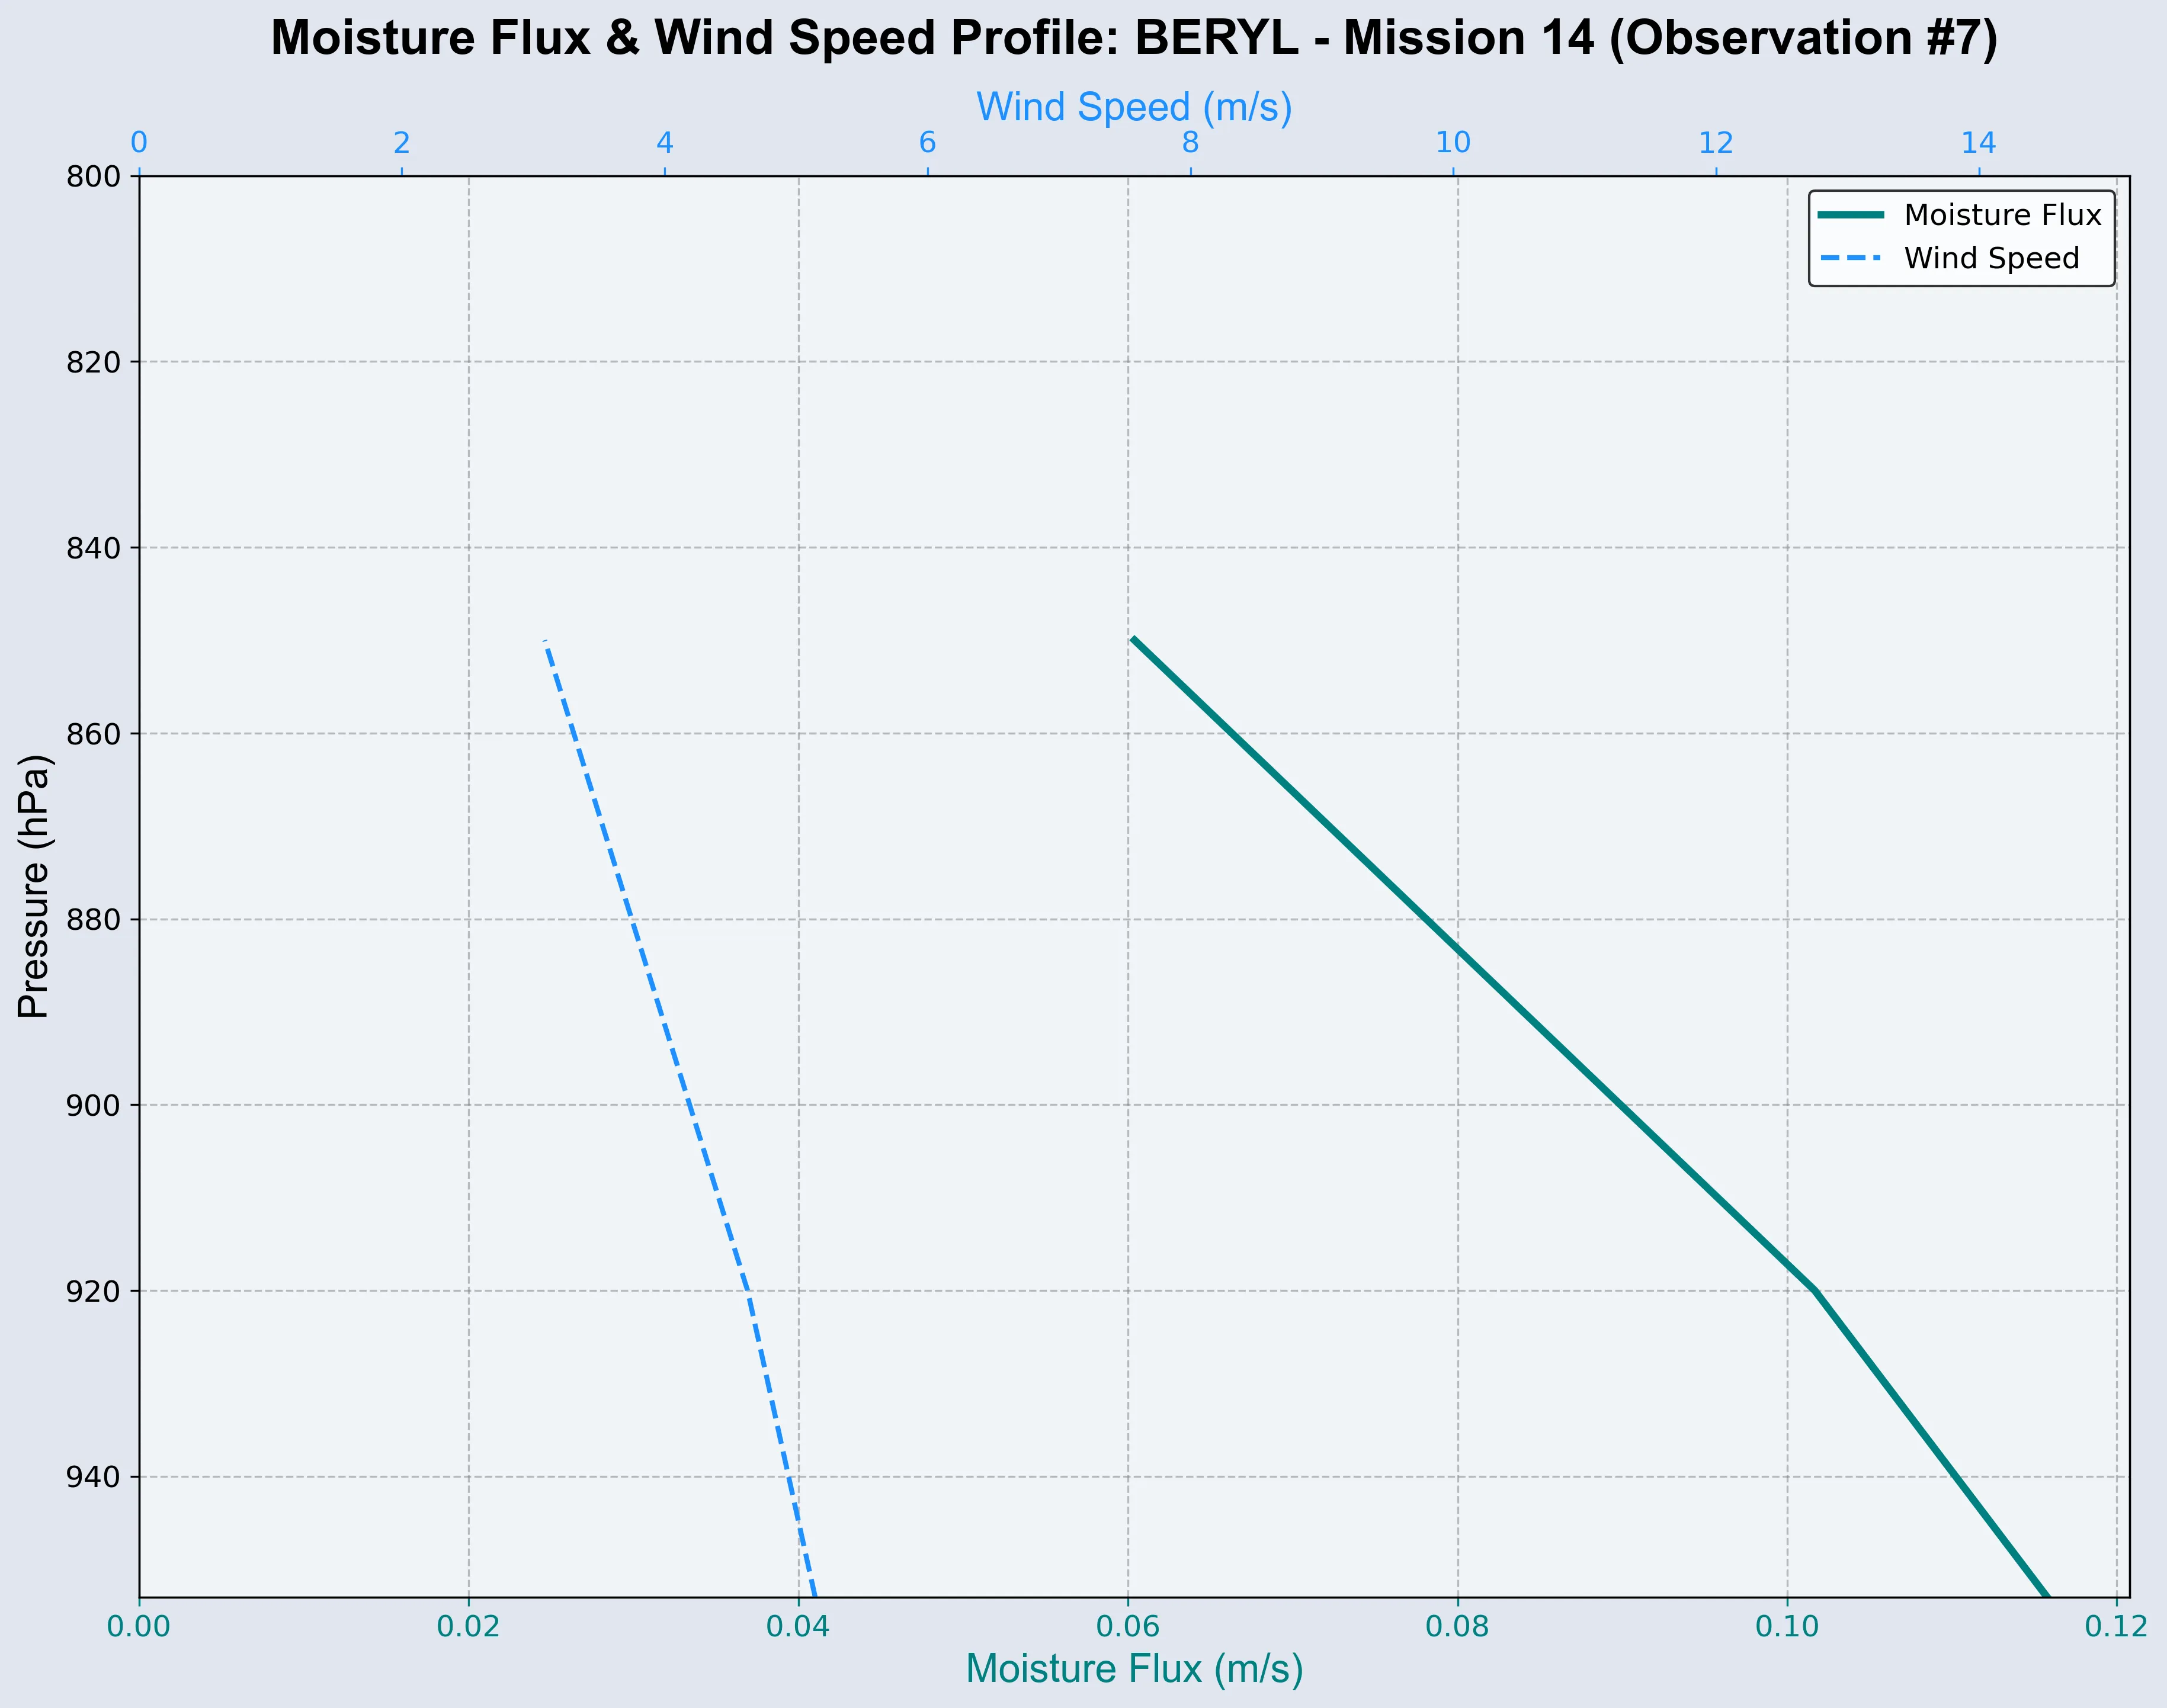 Moisture Flux & Wind Speed Profile: BERYL - Mission 14 (Observation #7)
Wind Speed (m/s)
0 2 4 6 8 10 12 14
Moisture Flux
Wind Speed
800
820
840
860
880
900
920
940
Pressure (hPa)
0.00 0.02 0.04 0.06 0.08 0.10 0.12
Moisture Flux (m/s)